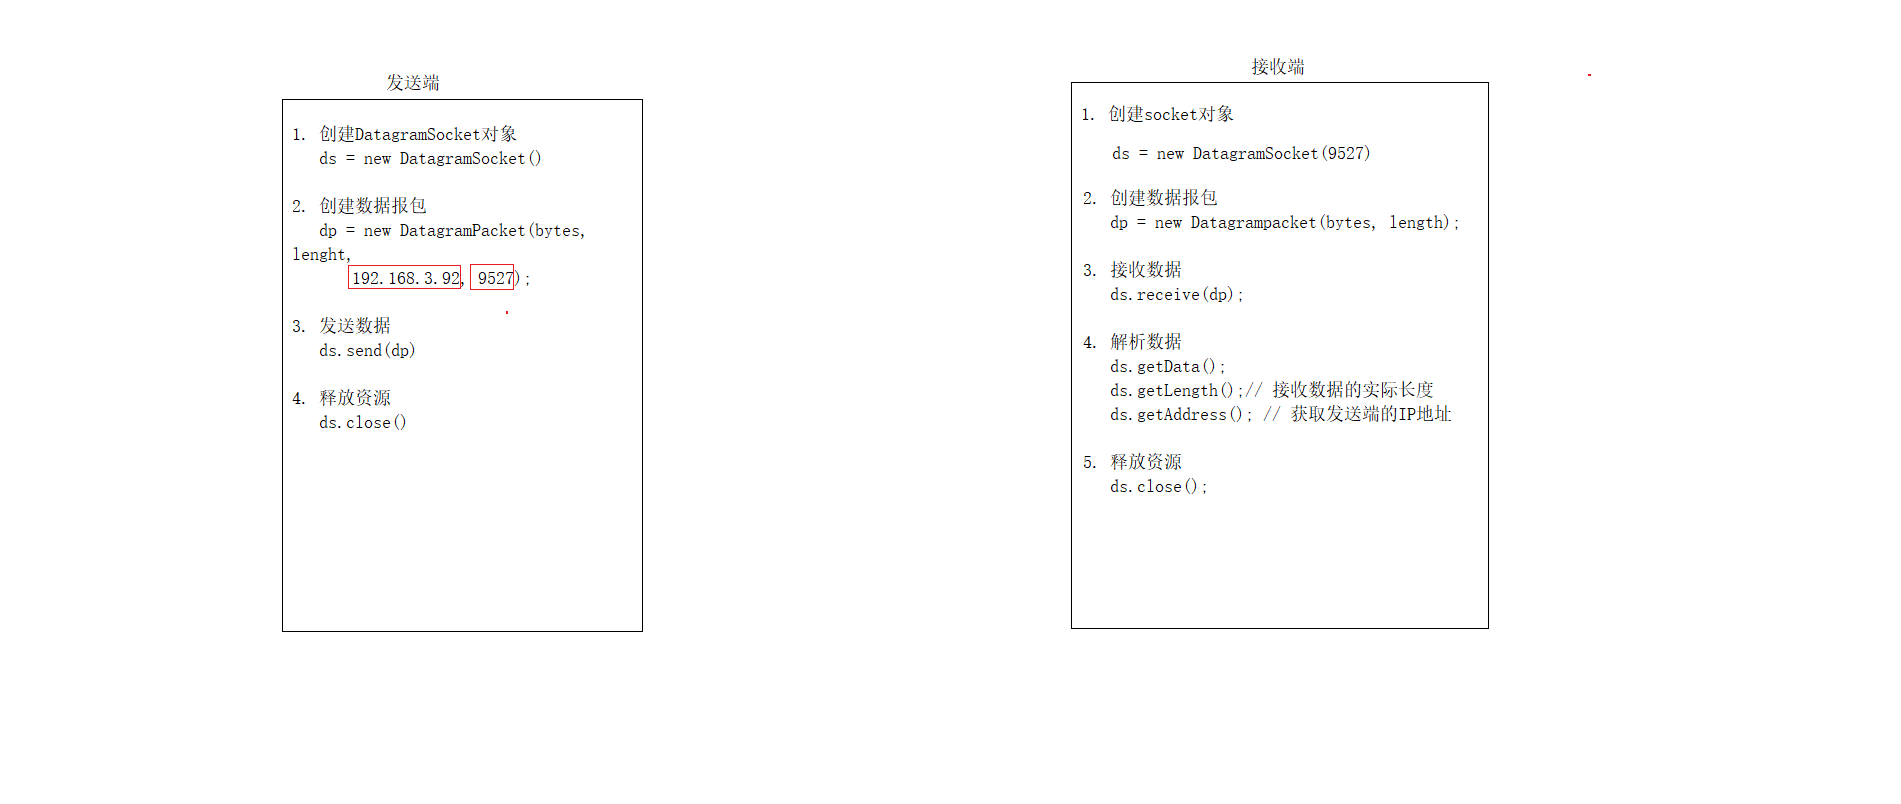 发送端
1. 创建DatagramSocket对象
ds = new DatagramSocket()
2. 创建数据报包
dp = new DatagramPacket(bytes,
lenght,
192.168.3.92, 9527);
3. 发送数据
ds.send(dp)
4. 释放资源
ds.close()
接收端
1. 创建socket对象
ds = new DatagramSocket(9527)
2. 创建数据报包
dp = new Datagrampacket(bytes, length);
3. 接收数据
ds.receive(dp);
4. 解析数据
ds.getData();
ds.getLength();// 接收数据的实际长度
ds.getAddress(); // 获取发送端的IP地址
5. 释放资源
ds.close();